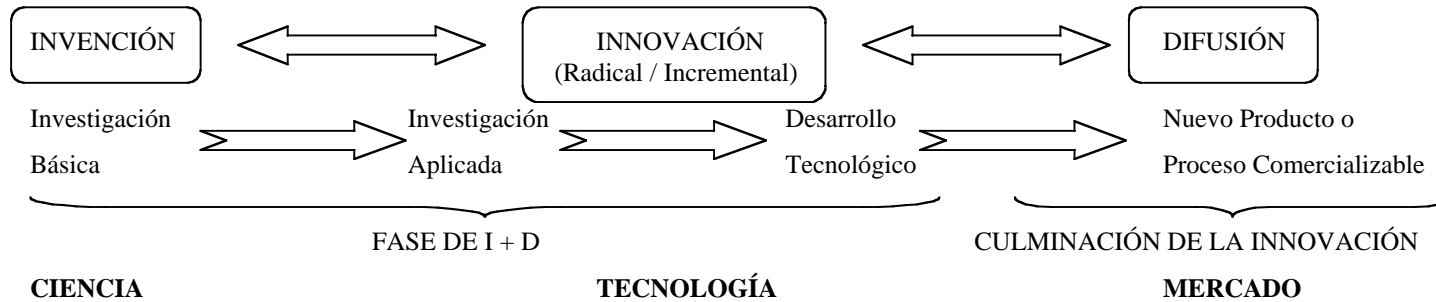 INVENCIÓN
INNOVACIÓN
(Radical / Incremental)
DIFUSIÓN
Investigación
Básica
Investigación
Aplicada
Desarrollo
Tecnológico
Nuevo Producto o
Proceso Comercializable
FASE DE I + D
CULMINACIÓN DE LA INNOVACIÓN
CIENCIA
TECNOLOGÍA
MERCADO